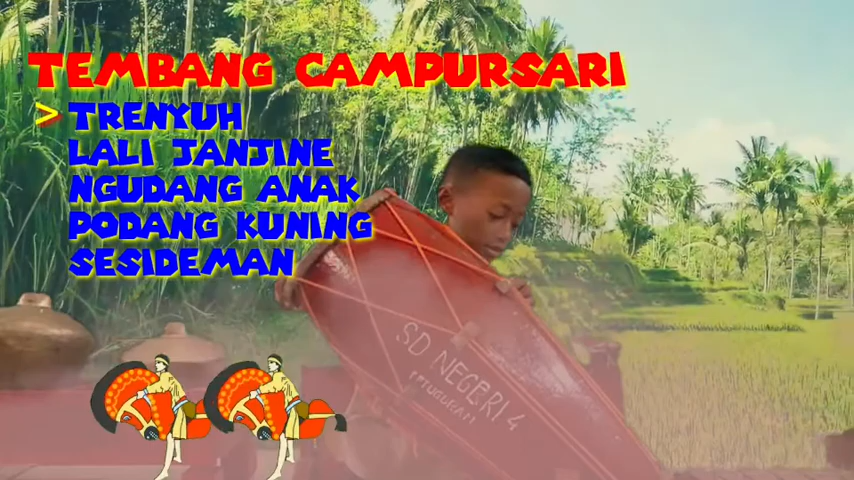 TEMBANG CAMPURSARI
> TRENYUH
LALI JANJINE
NGUDANG ANAK
PODANG KUNING
SESIDEMAN
SD NEGERI 4